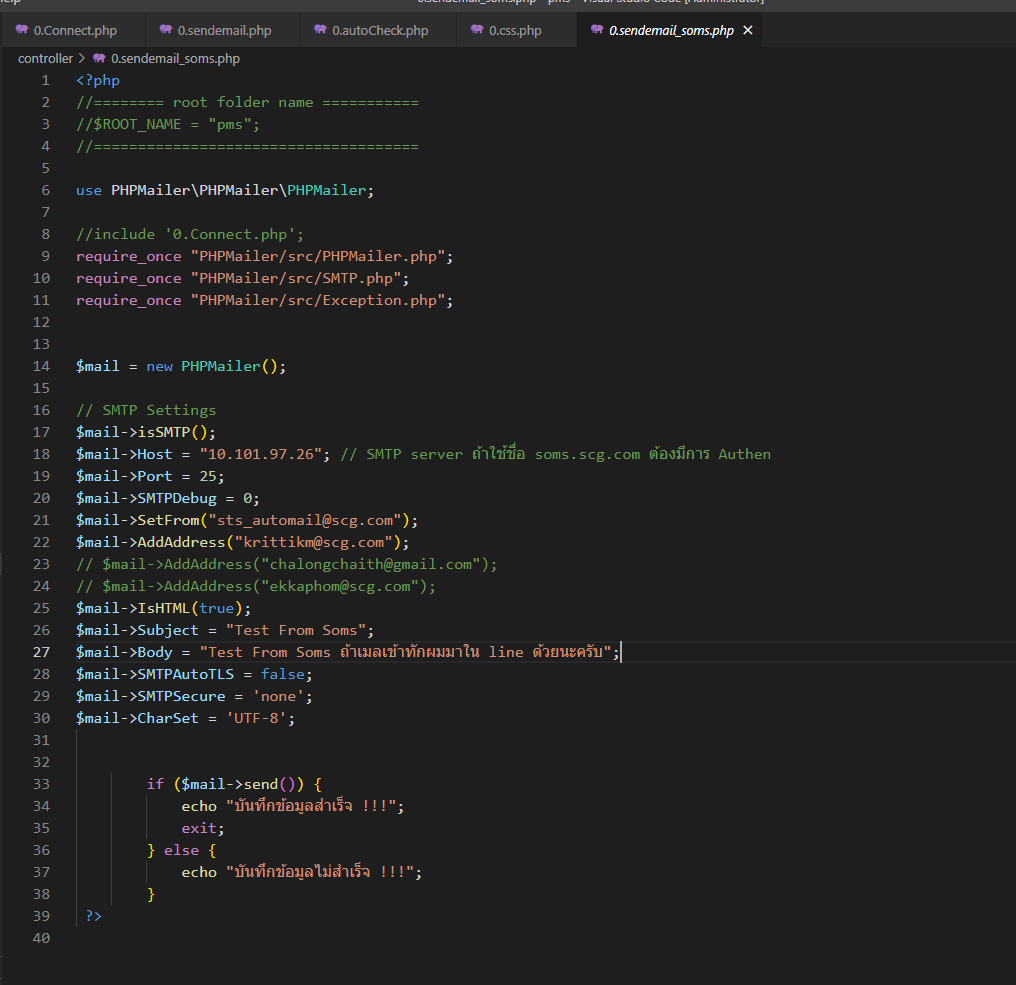 0.Connect.php
0.sendemail.php
0.autoCheck.php
0.css.php
0.sendemail_soms.php
controller > 0.sendemail_soms.php
1 <?php
2 //======== root folder name ===========
3 //$ROOT_NAME = "pms";
4 //=====================================
5
6 use PHPMailer\PHPMailer\PHPMailer;
7
8 //include '0.Connect.php';
9 require_once "PHPMailer/src/PHPMailer.php";
10 require_once "PHPMailer/src/SMTP.php";
11 require_once "PHPMailer/src/Exception.php";
12
13
14 $mail = new PHPMailer();
15
16 // SMTP Settings
17 $mail->isSMTP();
18 $mail->Host = "10.101.97.26"; // SMTP server ถ้าใช้ชื่อ soms.scg.com ต้องมีการ Authen
19 $mail->Port = 25;
20 $mail->SMTPDebug = 0;
21 $mail->SetFrom("sts_automail@scg.com");
22 $mail->AddAddress("krittikm@scg.com");
23 // $mail->AddAddress("chalongchaith@gmail.com");
24 // $mail->AddAddress("ekkaphom@scg.com");
25 $mail->IsHTML(true);
26 $mail->Subject = "Test From Soms";
27 $mail->Body = "Test From Soms ถ้าเมลเข้าทักผมมาใน line ด้วยนะครับ";
28 $mail->SMTPAutoTLS = false;
29 $mail->SMTPSecure = 'none';
30 $mail->CharSet = 'UTF-8';
31
32
33 if ($mail->send()) {
34 echo "บันทึกข้อมูลสำเร็จ !!!";
35 exit;
36 } else {
37 echo "บันทึกข้อมูลไม่สำเร็จ !!!";
38 }
39 ?>
40